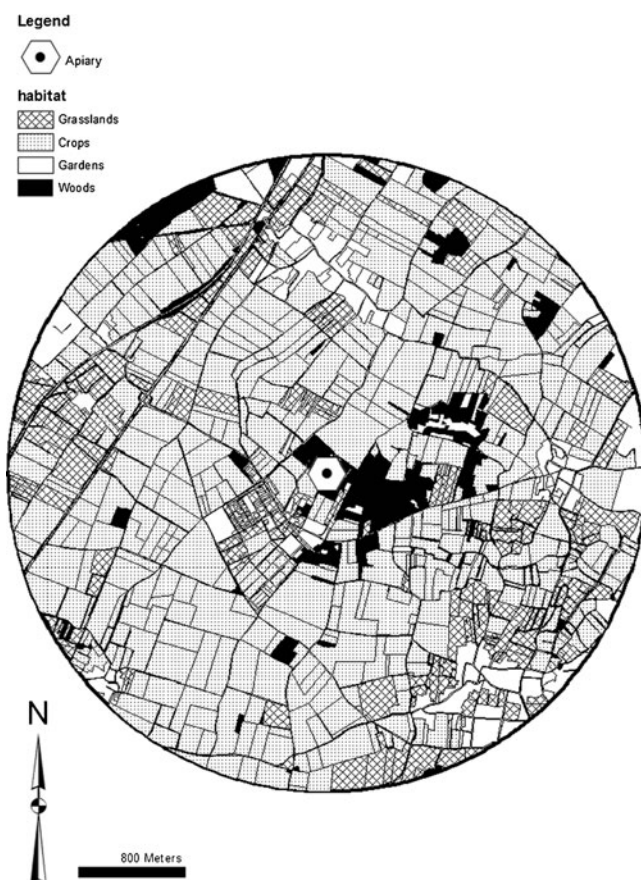 Legend
Apiary
habitat
Grasslands
Crops
Gardens
Woods
N
800 Meters